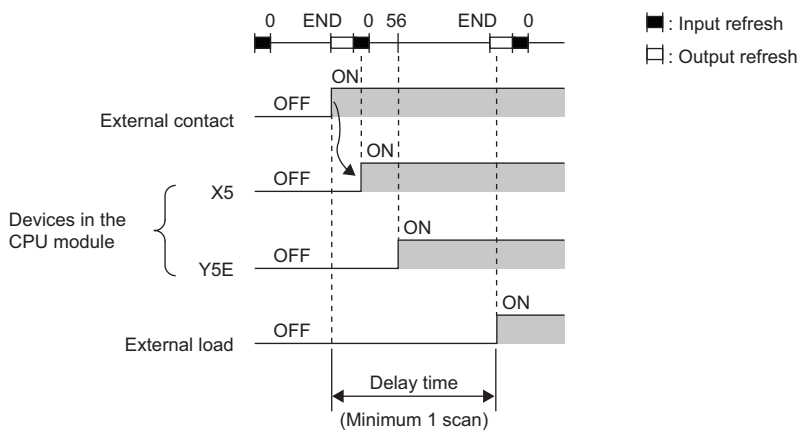 0 END 0 56 END 0
: Input refresh
: Output refresh
ON
OFF
External contact
ON
OFF
X5
Devices in the
CPU module
ON
OFF
Y5E
ON
OFF
External load
Delay time
(Minimum 1 scan)